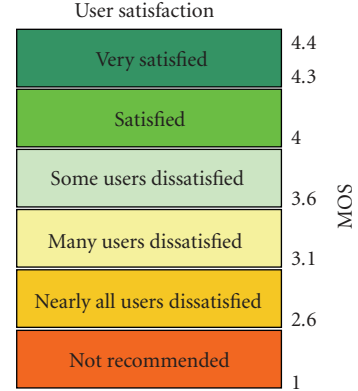 User satisfaction
4.4
Very satisfied
4.3
Satisfied
4
Some users dissatisfied
3.6
MOS
Many users dissatisfied
3.1
Nearly all users dissatisfied
2.6
Not recommended
1